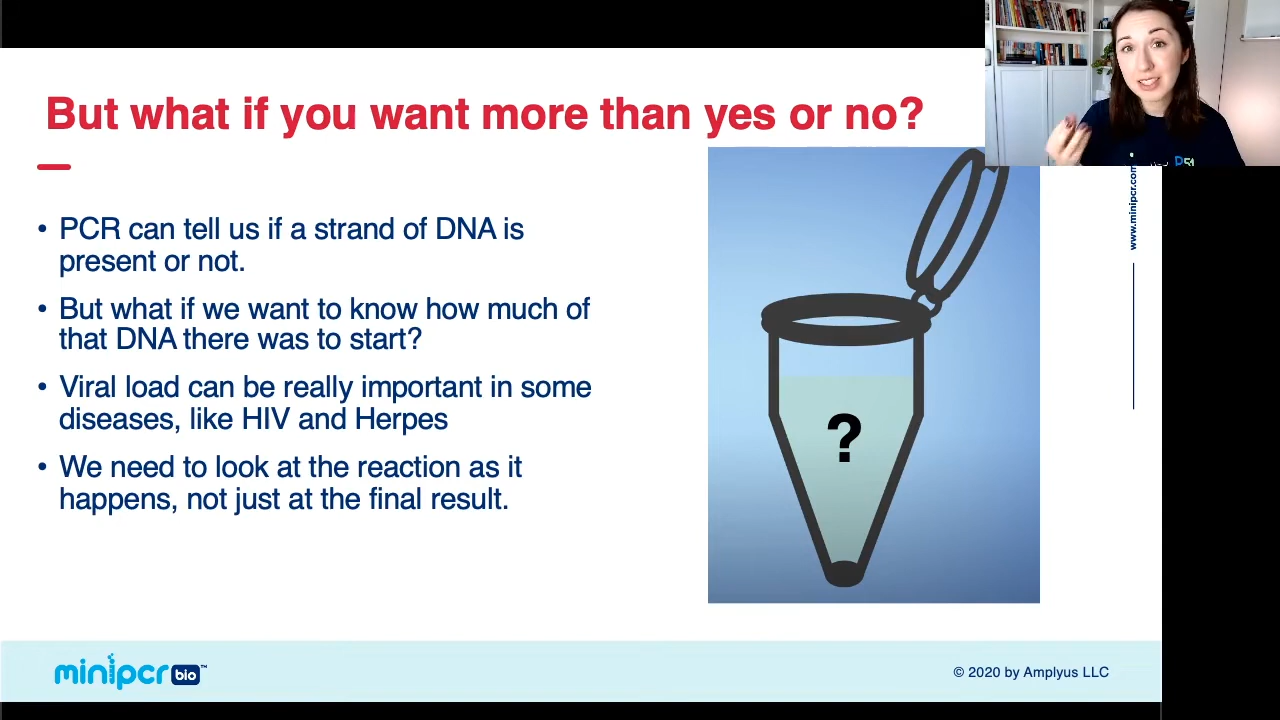 But what if you want more than yes or no?
• PCR can tell us if a strand of DNA is
present or not.
• But what if we want to know how much of
that DNA there was to start?
• Viral load can be really important in some
diseases, like HIV and Herpes
• We need to look at the reaction as it
happens, not just at the final result.
?
www.minipcr.com
minipcr bio™
© 2020 by Amplyus LLC